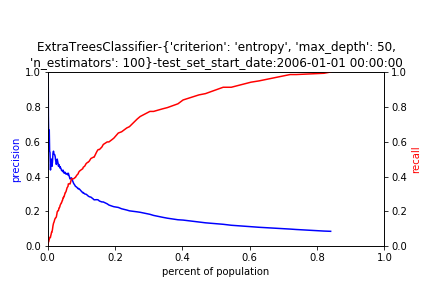 ExtraTreesClassifier-{'criterion': 'entropy', 'max_depth': 50,
'n_estimators': 100}-test_set_start_date:2006-01-01 00:00:00
1.0
0.8
0.6
0.4
0.2
0.0
precision
1.0
0.8
0.6
0.4
0.2
0.0
recall
0.0 0.2 0.4 0.6 0.8 1.0
percent of population